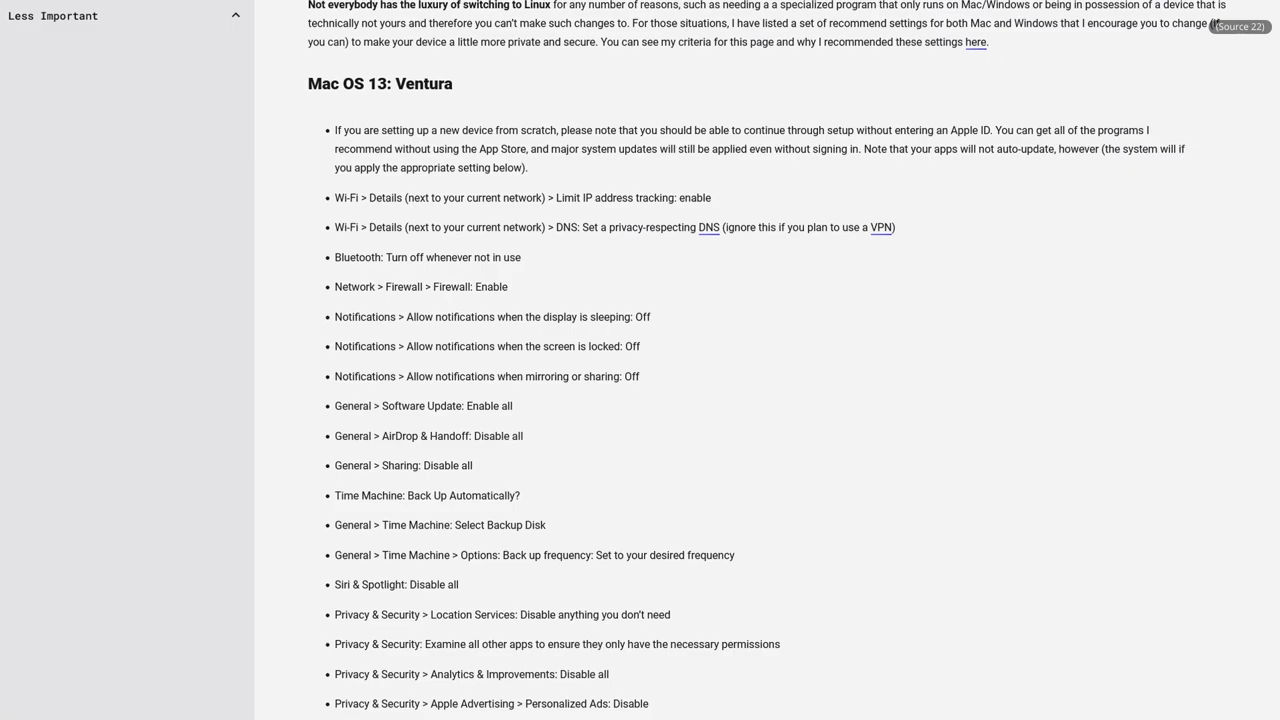 Less Important
Not everybody has the luxury of switching to Linux for any number of reasons, such as needing a a specialized program that only runs on Mac/Windows or being in possession of a device that is
technically not yours and therefore you can't make such changes to. For those situations, I have listed a set of recommend settings for both Mac and Windows that I encourage you to change (if
(Source 22)
you can) to make your device a little more private and secure. You can see my criteria for this page and why I recommended these settings here.
Mac OS 13: Ventura
• If you are setting up a new device from scratch, please note that you should be able to continue through setup without entering an Apple ID. You can get all of the programs I
recommend without using the App Store, and major system updates will still be applied even without signing in. Note that your apps will not auto-update, however (the system will if
you apply the appropriate setting below).
• Wi-Fi > Details (next to your current network) > Limit IP address tracking: enable
• Wi-Fi > Details (next to your current network) > DNS: Set a privacy-respecting DNS (ignore this if you plan to use a VPN)
• Bluetooth: Turn off whenever not in use
• Network > Firewall > Firewall: Enable
• Notifications > Allow notifications when the display is sleeping: Off
• Notifications > Allow notifications when the screen is locked: Off
• Notifications > Allow notifications when mirroring or sharing: Off
• General > Software Update: Enable all
• General > AirDrop & Handoff: Disable all
• General > Sharing: Disable all
• Time Machine: Back Up Automatically?
• General > Time Machine: Select Backup Disk
• General > Time Machine > Options: Back up frequency: Set to your desired frequency
• Siri & Spotlight: Disable all
• Privacy & Security > Location Services: Disable anything you don't need
• Privacy & Security: Examine all other apps to ensure they only have the necessary permissions
• Privacy & Security > Analytics & Improvements: Disable all
• Privacy & Security > Apple Advertising > Personalized Ads: Disable